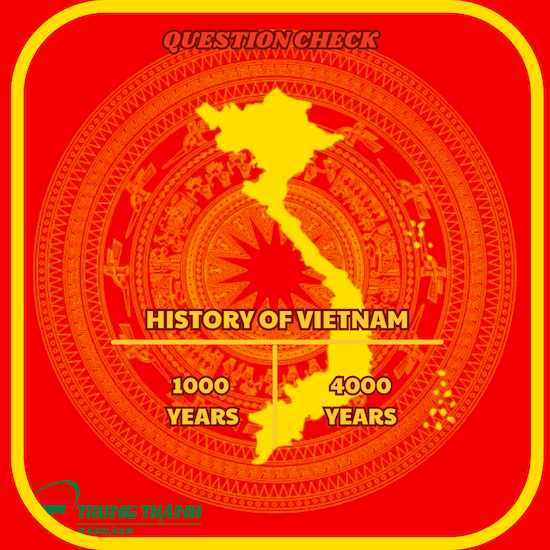 QUESTION CHECK
HISTORY OF VIETNAM
1000
YEARS
4000
YEARS
TRUNG THÀNH